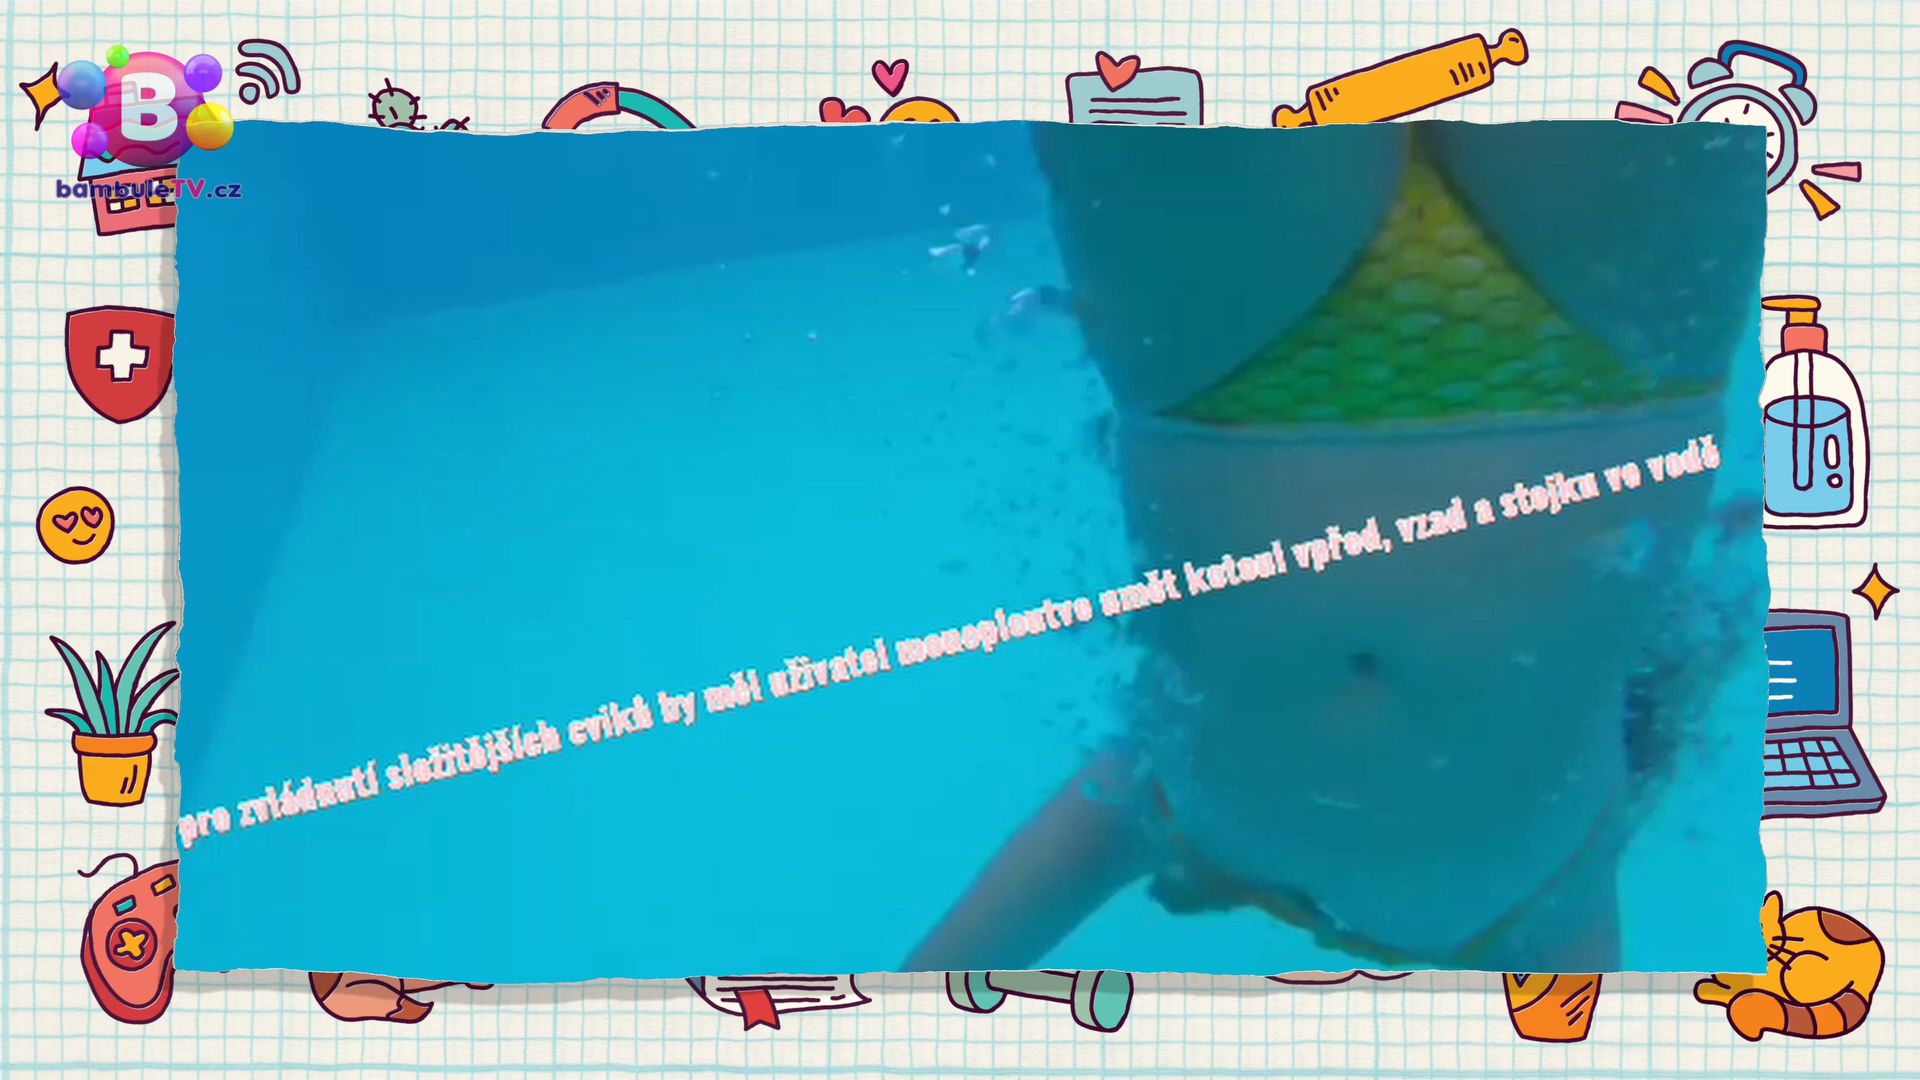 B
bambuleTV.cz
pro zvládnutí složitějších cviků by měl uživatel monoploutve umět kotoul vpřed, vzad a stojku ve vodě